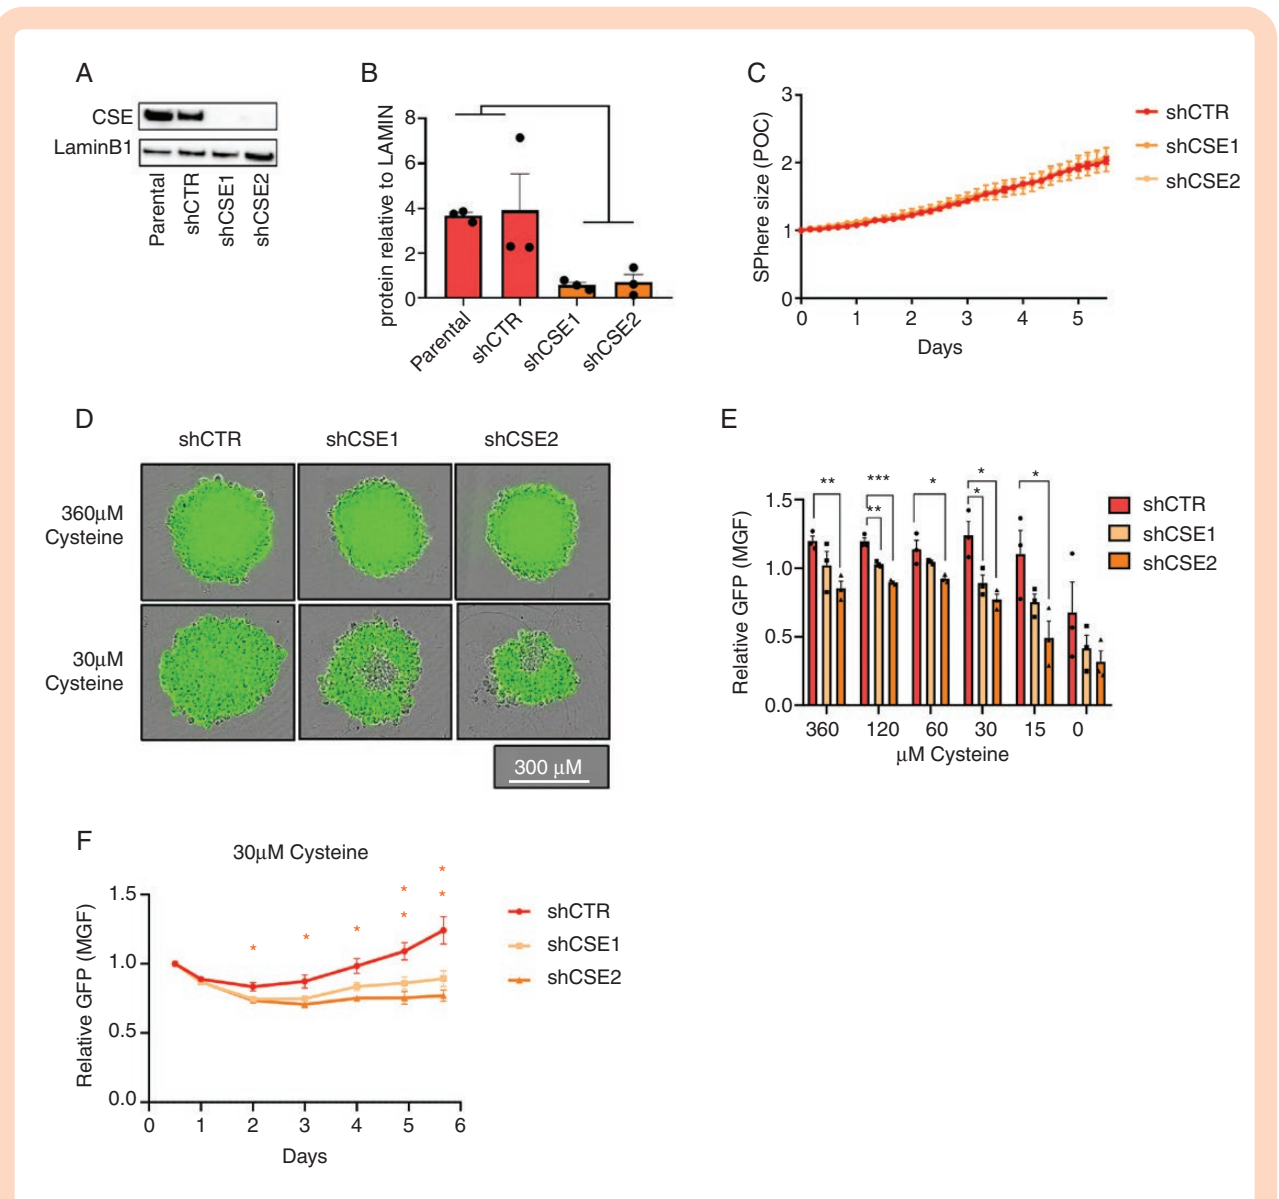 A
CSE
LaminB1
Parental
shCTR
shCSE1
shCSE2
B
protein relative to LAMIN
8
6
4
2
0
Parental
shCTR
shCSE1
shCSE2
C
SPhere size (POC)
3
2
1
0
0 1 2 3 4 5
Days
shCTR
shCSE1
shCSE2
D
shCTR shCSE1 shCSE2
360μM
Cysteine
30μM
Cysteine
300 μM
E
Relative GFP (MGF)
1.5
1.0
0.5
0.0
** *** ** * * * *
360 120 60 30 15 0
μM Cysteine
shCTR
shCSE1
shCSE2
F
30μM Cysteine
Relative GFP (MGF)
1.5
1.0
0.5
0.0
* * * * * * *
0 1 2 3 4 5 6
Days
shCTR
shCSE1
shCSE2